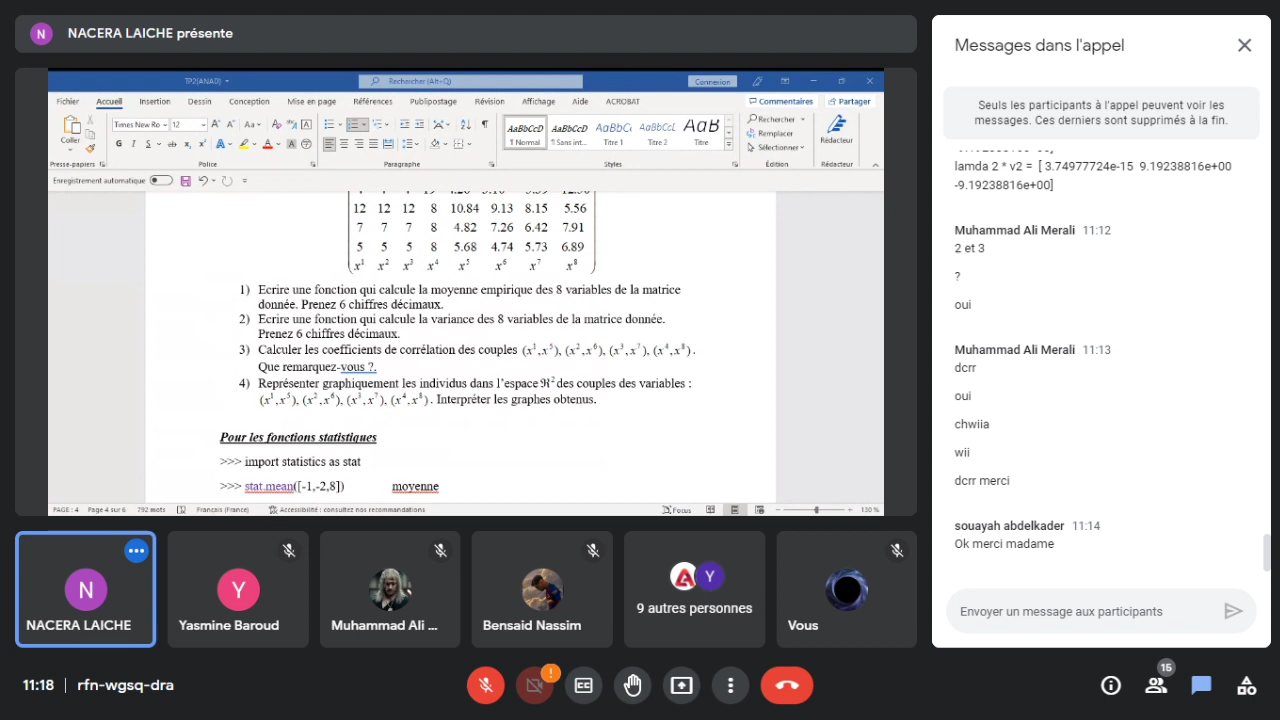 N NACERA LAICHE présente
TP2(ANAD)
Rechercher (Alt+Q)
Connexion
Fichier Accueil Insertion Dessin Conception Mise en page Références Publipostage Révision Affichage Aide ACROBAT Commentaires Partager
Times New Ro 12
Coller
AaBbCcD AaBbCcD AaBbC AaBbCcL AaB
Normal Sans int... Titre 1 Titre 2 Titre
Rechercher
Remplacer
Sélectionner
Rédacteur
Presse-papiers Police Paragraphe Styles Édition Rédacteur
Enregistrement automatique
12 12 12 8 10.84 9.13 8.15 5.56
7 7 7 8 4.82 7.26 6.42 7.91
5 5 5 8 5.68 4.74 5.73 6.89
x¹ x² x³ x⁴ x⁵ x⁶ x⁷ x⁸
1) Ecrire une fonction qui calcule la moyenne empirique des 8 variables de la matrice
donnée. Prenez 6 chiffres décimaux.
2) Ecrire une fonction qui calcule la variance des 8 variables de la matrice donnée.
Prenez 6 chiffres décimaux.
3) Calculer les coefficients de corrélation des couples (x¹,x⁵), (x²,x⁶), (x³,x⁷), (x⁴,x⁸).
Que remarquez-vous ?.
4) Représenter graphiquement les individus dans l'espace ℜ² des couples des variables :
(x¹,x⁵), (x²,x⁶), (x³,x⁷), (x⁴,x⁸). Interpréter les graphes obtenus.
Pour les fonctions statistiques
>>> import statistics as stat
>>> stat.mean([-1,-2,8]) moyenne
PAGE : 4 Page 4 sur 6 792 mots Français (France) Accessibilité : consultez nos recommandations Focus 130 %
N
NACERA LAICHE
Y
Yasmine Baroud
Muhammad Ali ...
Bensaid Nassim
Y
9 autres personnes
Vous
11:18 | rfn-wgsq-dra
CC
15
Messages dans l'appel
Seuls les participants à l'appel peuvent voir les
messages. Ces derniers sont supprimés à la fin.
lamda 2 * v2 = [ 3.74977724e-15 9.19238816e+00
-9.19238816e+00]
Muhammad Ali Merali 11:12
2 et 3
?
oui
Muhammad Ali Merali 11:13
dcrr
oui
chwiia
wii
dcrr merci
souayah abdelkader 11:14
Ok merci madame
Envoyer un message aux participants